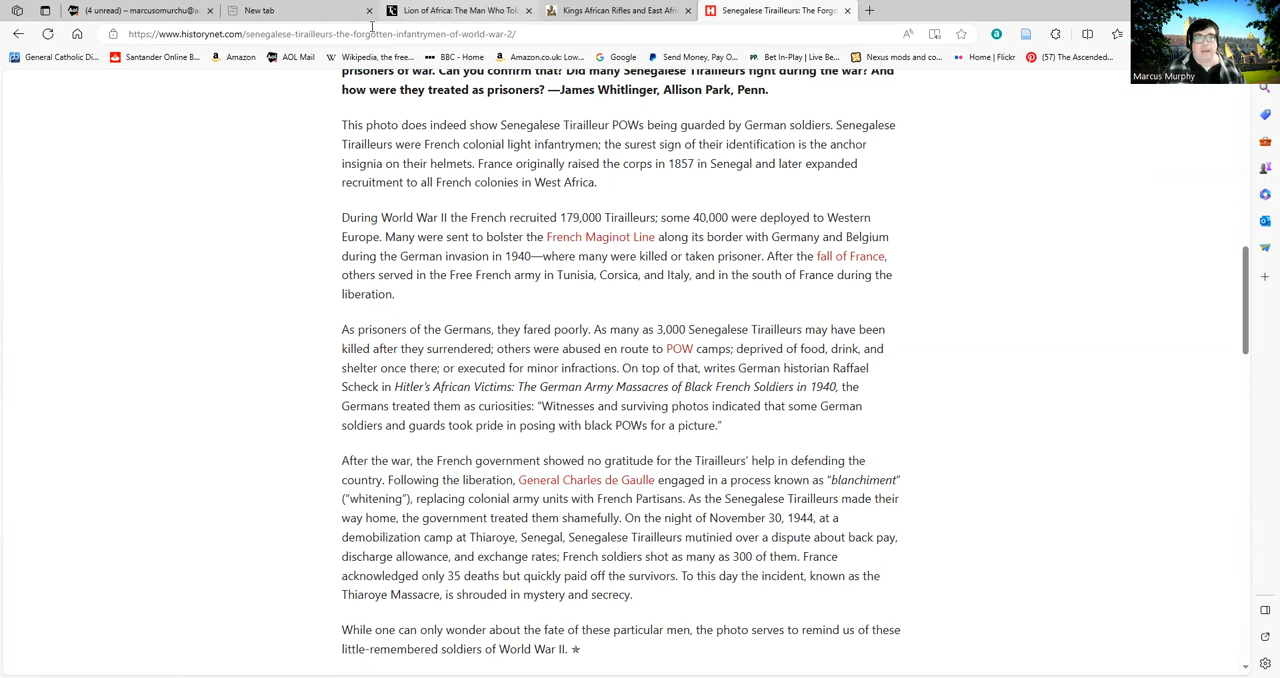 (4 unread) – marcusomurchu@a
New tab
Lion of Africa: The Man Who Tol
Kings African Rifles and East Afri
Senegalese Tirailleurs: The Forgo
https://www.historynet.com/senegalese-tirailleurs-the-forgotten-infantrymen-of-world-war-2/
General Catholic Di...
Santander Online B...
Amazon
AOL Mail
Wikipedia, the free...
BBC - Home
Amazon.co.uk: Low...
Google
Send Money, Pay O...
Bet In-Play | Live Be...
Nexus mods and co...
Home | Flickr
(57) The Ascended...
Marcus Murphy
prisoners of war. Can you confirm that? Did many Senegalese Tirailleurs fight during the war? And
how were they treated as prisoners? —James Whitlinger, Allison Park, Penn.
This photo does indeed show Senegalese Tirailleur POWs being guarded by German soldiers. Senegalese
Tirailleurs were French colonial light infantrymen; the surest sign of their identification is the anchor
insignia on their helmets. France originally raised the corps in 1857 in Senegal and later expanded
recruitment to all French colonies in West Africa.
During World War II the French recruited 179,000 Tirailleurs; some 40,000 were deployed to Western
Europe. Many were sent to bolster the French Maginot Line along its border with Germany and Belgium
during the German invasion in 1940—where many were killed or taken prisoner. After the fall of France,
others served in the Free French army in Tunisia, Corsica, and Italy, and in the south of France during the
liberation.
As prisoners of the Germans, they fared poorly. As many as 3,000 Senegalese Tirailleurs may have been
killed after they surrendered; others were abused en route to POW camps; deprived of food, drink, and
shelter once there; or executed for minor infractions. On top of that, writes German historian Raffael
Scheck in Hitler’s African Victims: The German Army Massacres of Black French Soldiers in 1940, the
Germans treated them as curiosities: “Witnesses and surviving photos indicated that some German
soldiers and guards took pride in posing with black POWs for a picture.”
After the war, the French government showed no gratitude for the Tirailleurs’ help in defending the
country. Following the liberation, General Charles de Gaulle engaged in a process known as “blanchiment”
(“whitening”), replacing colonial army units with French Partisans. As the Senegalese Tirailleurs made their
way home, the government treated them shamefully. On the night of November 30, 1944, at a
demobilization camp at Thiaroye, Senegal, Senegalese Tirailleurs mutinied over a dispute about back pay,
discharge allowance, and exchange rates; French soldiers shot as many as 300 of them. France
acknowledged only 35 deaths but quickly paid off the survivors. To this day the incident, known as the
Thiaroye Massacre, is shrouded in mystery and secrecy.
While one can only wonder about the fate of these particular men, the photo serves to remind us of these
little-remembered soldiers of World War II. ✯